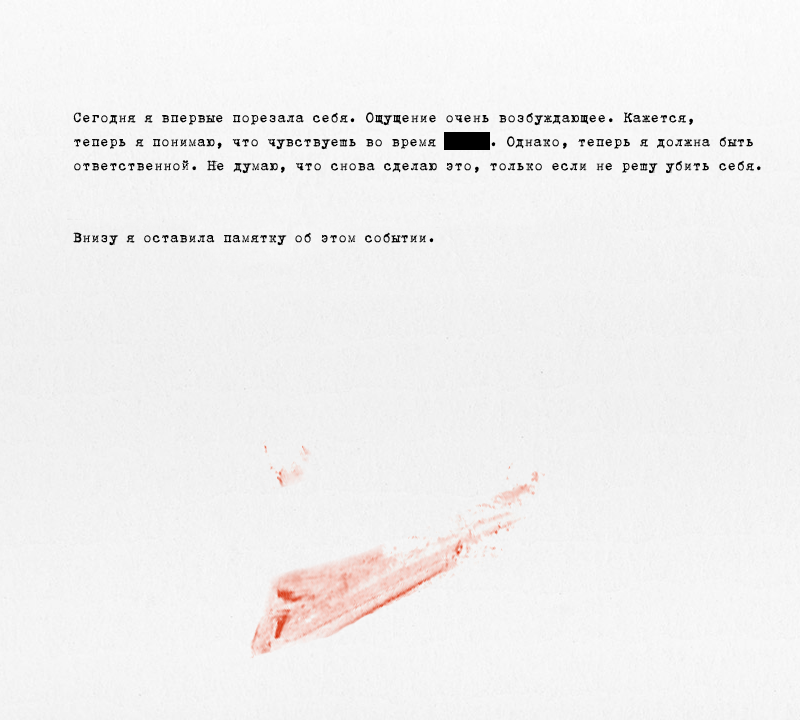 Сегодня я впервые порезала себя. Ощущение очень возбуждающее. Кажется,
теперь я понимаю, что чувствуешь во время . Однако, теперь я должна быть
ответственной. Не думаю, что снова сделаю это, только если не решу убить себя.
Внизу я оставила памятку об этом событии.